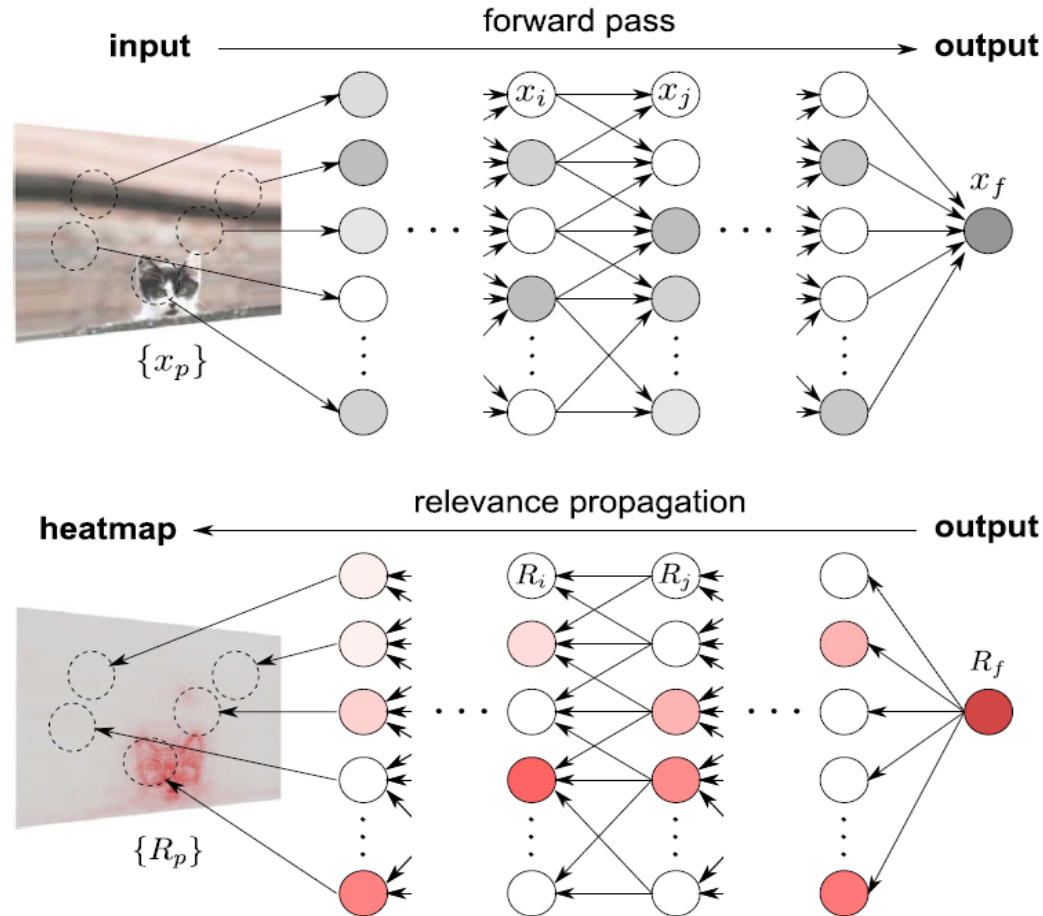 forward pass
input
output
$x_i$
$x_j$
$x_f$
$\{x_p\}$
relevance propagation
heatmap
output
$R_i$
$R_j$
$R_f$
$\{R_p\}$